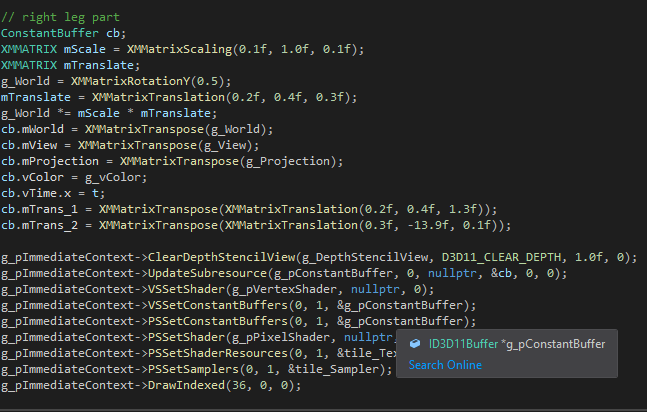 // right leg part
ConstantBuffer cb;
XMMATRIX mScale = XMMatrixScaling(0.1f, 1.0f, 0.1f);
XMMATRIX mTranslate;
g_World = XMMatrixRotationY(0.5);
mTranslate = XMMatrixTranslation(0.2f, 0.4f, 0.3f);
g_World *= mScale * mTranslate;
cb.mWorld = XMMatrixTranspose(g_World);
cb.mView = XMMatrixTranspose(g_View);
cb.mProjection = XMMatrixTranspose(g_Projection);
cb.vColor = g_vColor;
cb.vTime.x = t;
cb.mTrans_1 = XMMatrixTranspose(XMMatrixTranslation(0.2f, 0.4f, 1.3f));
cb.mTrans_2 = XMMatrixTranspose(XMMatrixTranslation(0.3f, -13.9f, 0.1f));
g_pImmediateContext->ClearDepthStencilView(g_DepthStencilView, D3D11_CLEAR_DEPTH, 1.0f, 0);
g_pImmediateContext->UpdateSubresource(g_pConstantBuffer, 0, nullptr, &cb, 0, 0);
g_pImmediateContext->VSSetShader(g_pVertexShader, nullptr, 0);
g_pImmediateContext->VSSetConstantBuffers(0, 1, &g_pConstantBuffer);
g_pImmediateContext->PSSetConstantBuffers(0, 1, &g_pConstantBuffer);
g_pImmediateContext->PSSetShader(g_pPixelShader, nullptr,
g_pImmediateContext->PSSetShaderResources(0, 1, &tile_Te
g_pImmediateContext->PSSetSamplers(0, 1, &tile_Sampler);
g_pImmediateContext->DrawIndexed(36, 0, 0);
ID3D11Buffer *g_pConstantBuffer
Search Online